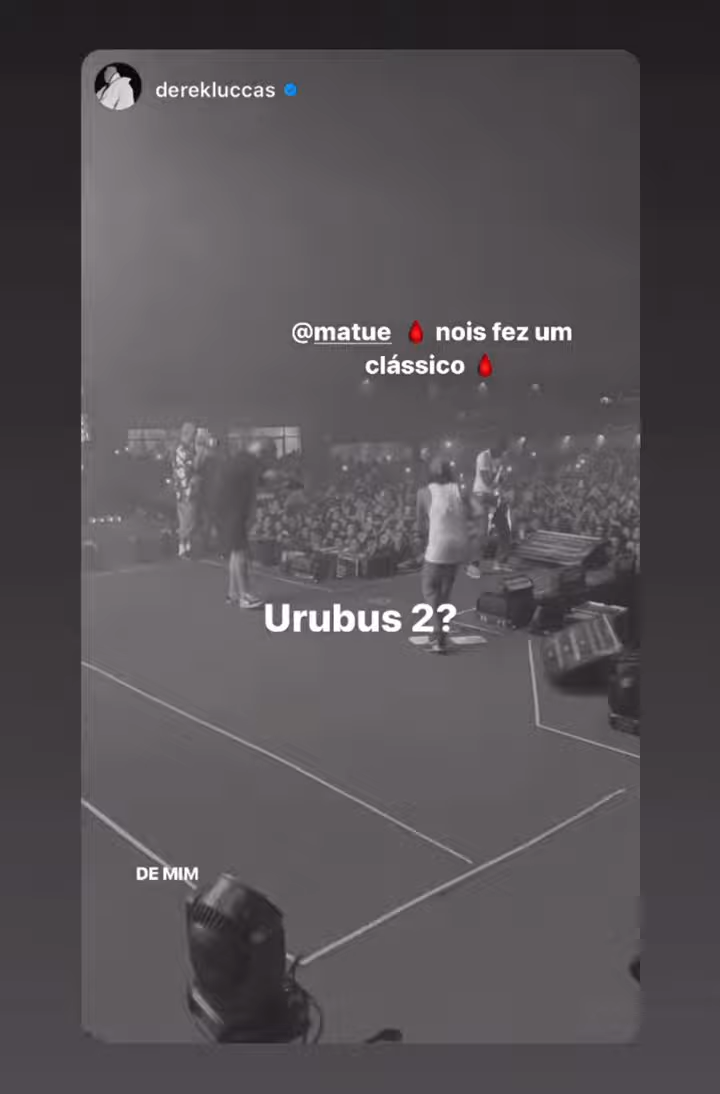 derekluccas
@matue 🩸 nois fez um
clássico 🩸
Urubus 2?
DE MIM